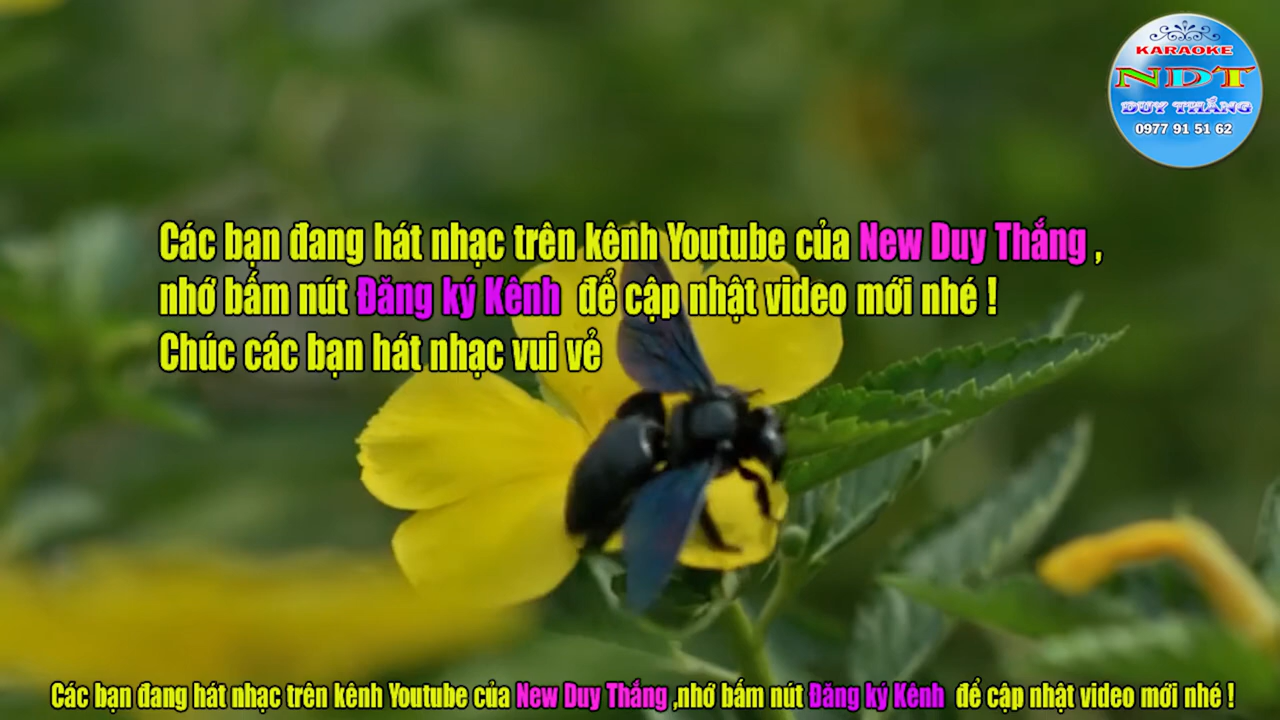 KARAOKE
NDT
DUY THẮNG
0977 91 51 62
Các bạn đang hát nhạc trên kênh Youtube của New Duy Thắng ,
nhớ bấm nút Đăng ký Kênh để cập nhật video mới nhé !
Chúc các bạn hát nhạc vui vẻ
Các bạn đang hát nhạc trên kênh Youtube của New Duy Thắng ,nhớ bấm nút Đăng ký Kênh để cập nhật video mới nhé !